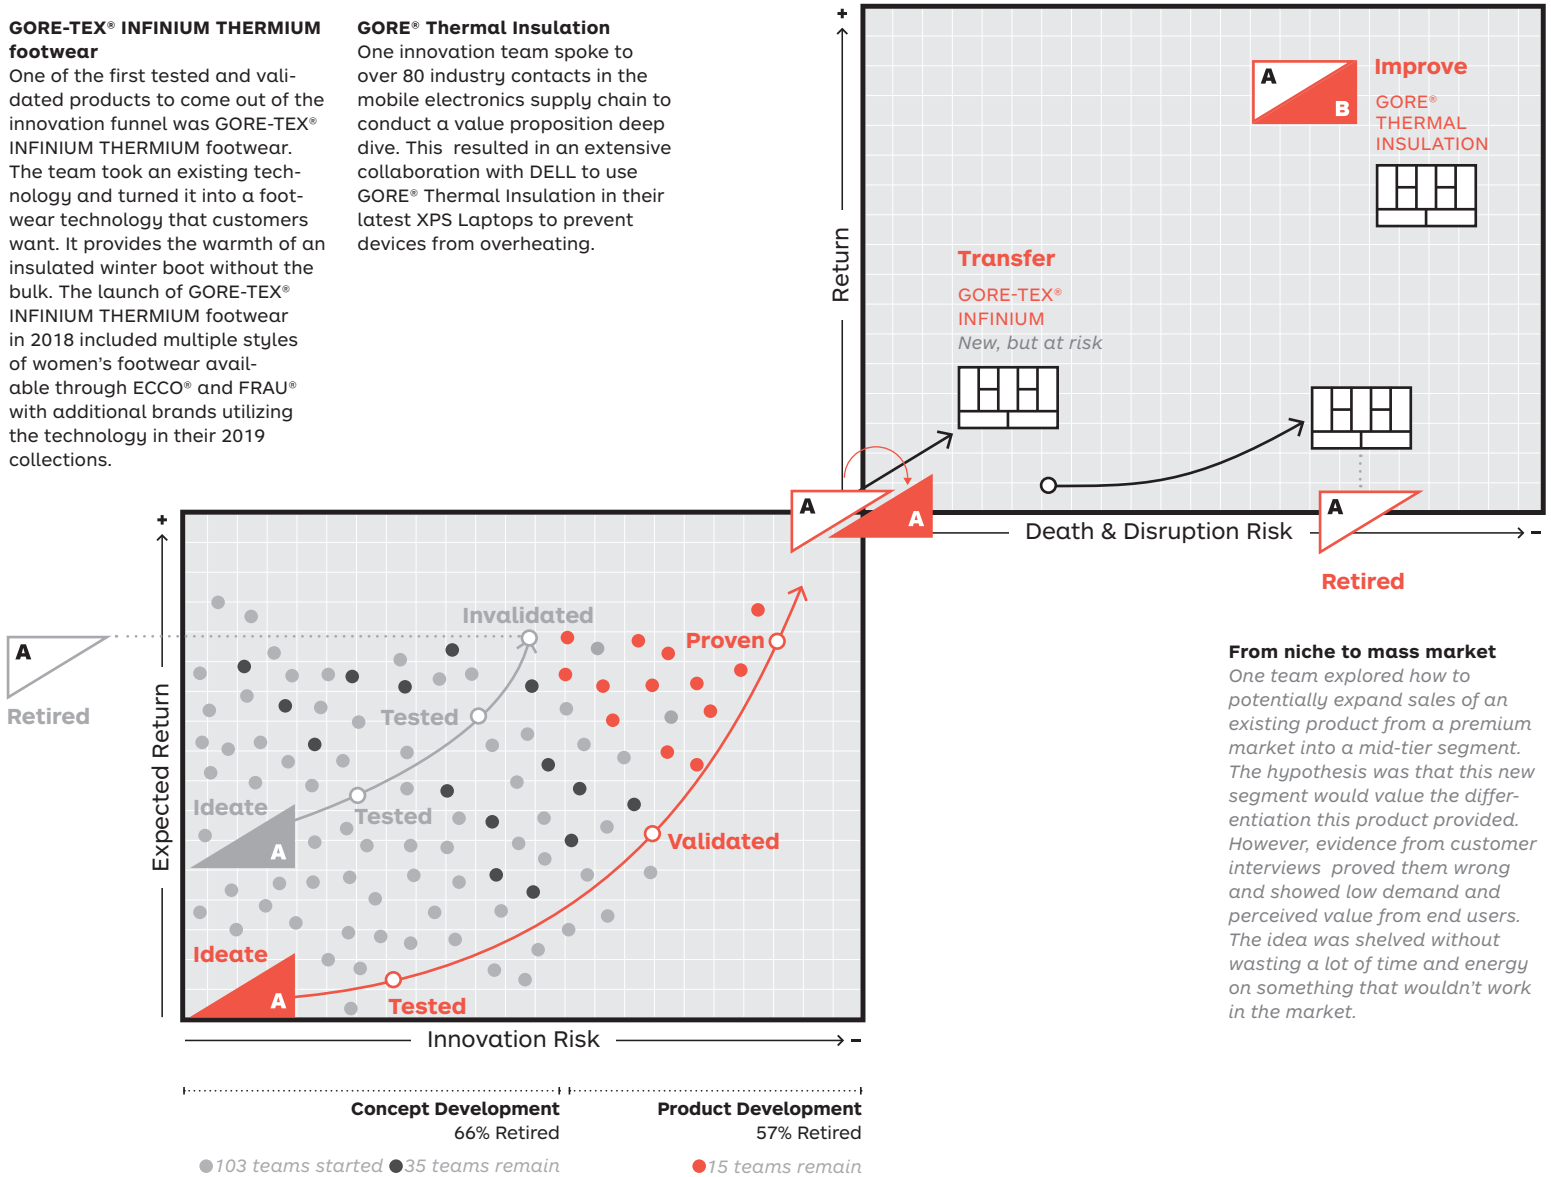 GORE-TEX® INFINIUM THERMIUM
footwear
One of the first tested and vali-
dated products to come out of the
innovation funnel was GORE-TEX®
INFINIUM THERMIUM footwear.
The team took an existing tech-
nology and turned it into a foot-
wear technology that customers
want. It provides the warmth of an
insulated winter boot without the
bulk. The launch of GORE-TEX®
INFINIUM THERMIUM footwear
in 2018 included multiple styles
of women's footwear avail-
able through ECCO® and FRAU®
with additional brands utilizing
the technology in their 2019
collections.
GORE® Thermal Insulation
One innovation team spoke to
over 80 industry contacts in the
mobile electronics supply chain to
conduct a value proposition deep
dive. This  resulted in an extensive
collaboration with DELL to use
GORE® Thermal Insulation in their
latest XPS Laptops to prevent
devices from overheating.
+
Return
A
B
Improve
GORE®
THERMAL
INSULATION
Transfer
GORE-TEX®
INFINIUM
New, but at risk
A
A
Death & Disruption Risk
−
A
Retired
+
Expected Return
A
Retired
Invalidated
Tested
Tested
Ideate
A
Proven
Validated
Ideate
A
Tested
Innovation Risk
−
Concept Development
66% Retired
103 teams started
35 teams remain
Product Development
57% Retired
15 teams remain
From niche to mass market
One team explored how to
potentially expand sales of an
existing product from a premium
market into a mid-tier segment.
The hypothesis was that this new
segment would value the differ-
entiation this product provided.
However, evidence from customer
interviews  proved them wrong
and showed low demand and
perceived value from end users.
The idea was shelved without
wasting a lot of time and energy
on something that wouldn't work
in the market.